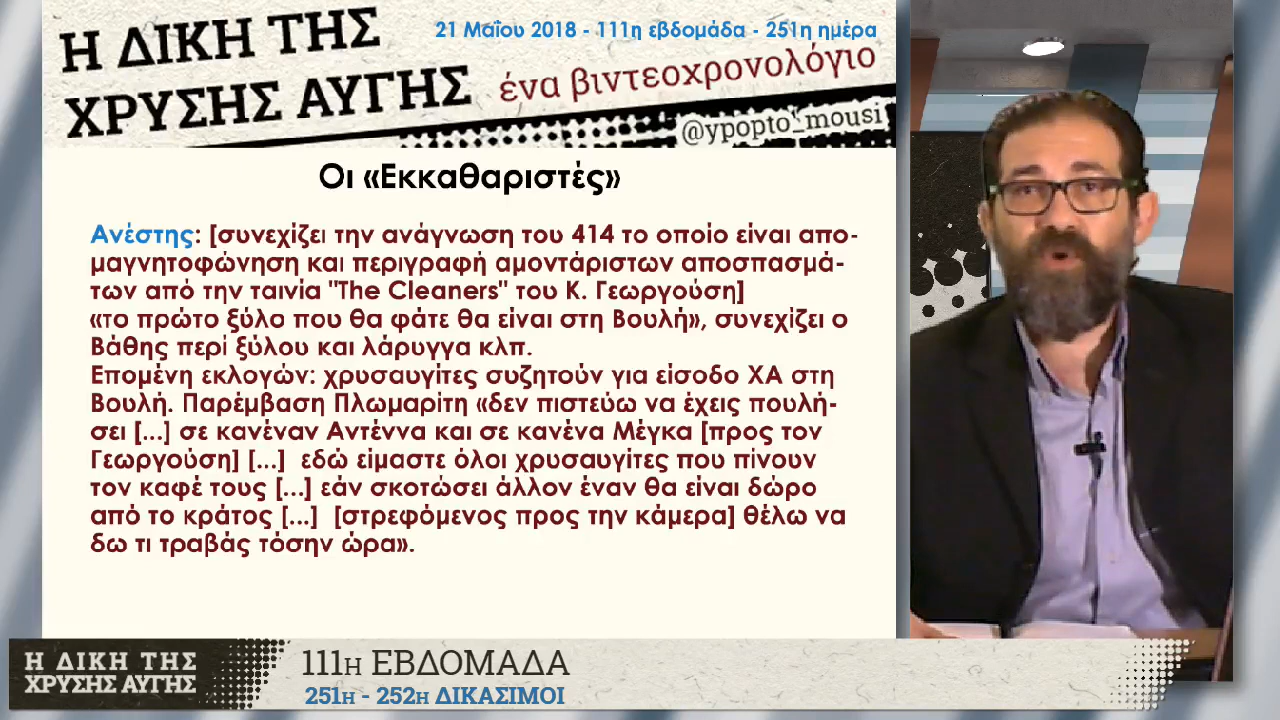 Η ΔΙΚΗ ΤΗΣ
ΧΡΥΣΗΣ ΑΥΓΗΣ
21 Μαΐου 2018 - 111η εβδομάδα - 251η ημέρα
ένα βιντεοχρονολόγιο
@ypopto_mousi
Οι «Εκκαθαριστές»
Ανέστης: [συνεχίζει την ανάγνωση του 414 το οποίο είναι απο-
μαγνητοφώνηση και περιγραφή αμοντάριστων αποσπασμά-
των από την ταινία "The Cleaners" του Κ. Γεωργούση]
«το πρώτο ξύλο που θα φάτε θα είναι στη Βουλή», συνεχίζει ο
Βάθης περί ξύλου και λάρυγγα κλπ.
Επομένη εκλογών: χρυσαυγίτες συζητούν για είσοδο ΧΑ στη
Βουλή. Παρέμβαση Πλωμαρίτη «δεν πιστεύω να έχεις πουλή-
σει [...] σε κανέναν Αντέννα και σε κανένα Μέγκα [προς τον
Γεωργούση] [...] εδώ είμαστε όλοι χρυσαυγίτες που πίνουν
τον καφέ τους [...] εάν σκοτώσει άλλον έναν θα είναι δώρο
από το κράτος [...] [στρεφόμενος προς την κάμερα] θέλω να
δω τι τραβάς τόσην ώρα».
Η ΔΙΚΗ ΤΗΣ
ΧΡΥΣΗΣ ΑΥΓΗΣ
111Η ΕΒΔΟΜΑΔΑ
251Η - 252Η ΔΙΚΑΣΙΜΟΙ